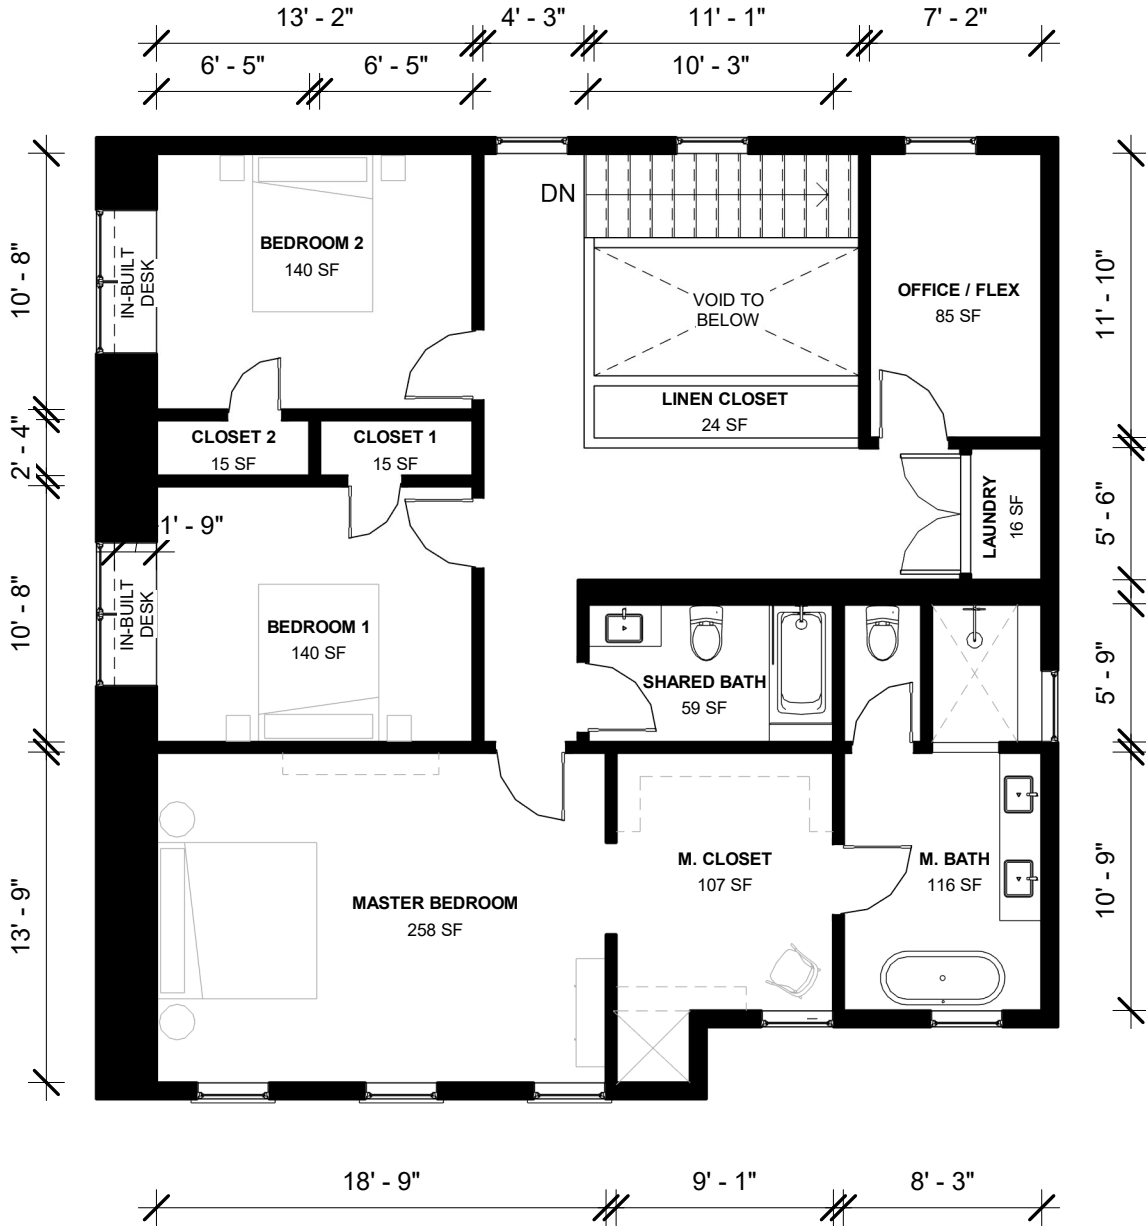 13' - 2"
4' - 3"
11' - 1"
7' - 2"
6' - 5"
6' - 5"
10' - 3"
10' - 8"
2' - 4"
10' - 8"
13' - 9"
IN-BUILT
DESK
BEDROOM 2
140 SF
DN
VOID TO
BELOW
OFFICE / FLEX
85 SF
LINEN CLOSET
24 SF
CLOSET 2
15 SF
CLOSET 1
15 SF
1' - 9"
LAUNDRY
16 SF
IN-BUILT
DESK
BEDROOM 1
140 SF
SHARED BATH
59 SF
MASTER BEDROOM
258 SF
M. CLOSET
107 SF
M. BATH
116 SF
11' - 10"
5' - 6"
5' - 9"
10' - 9"
18' - 9"
9' - 1"
8' - 3"